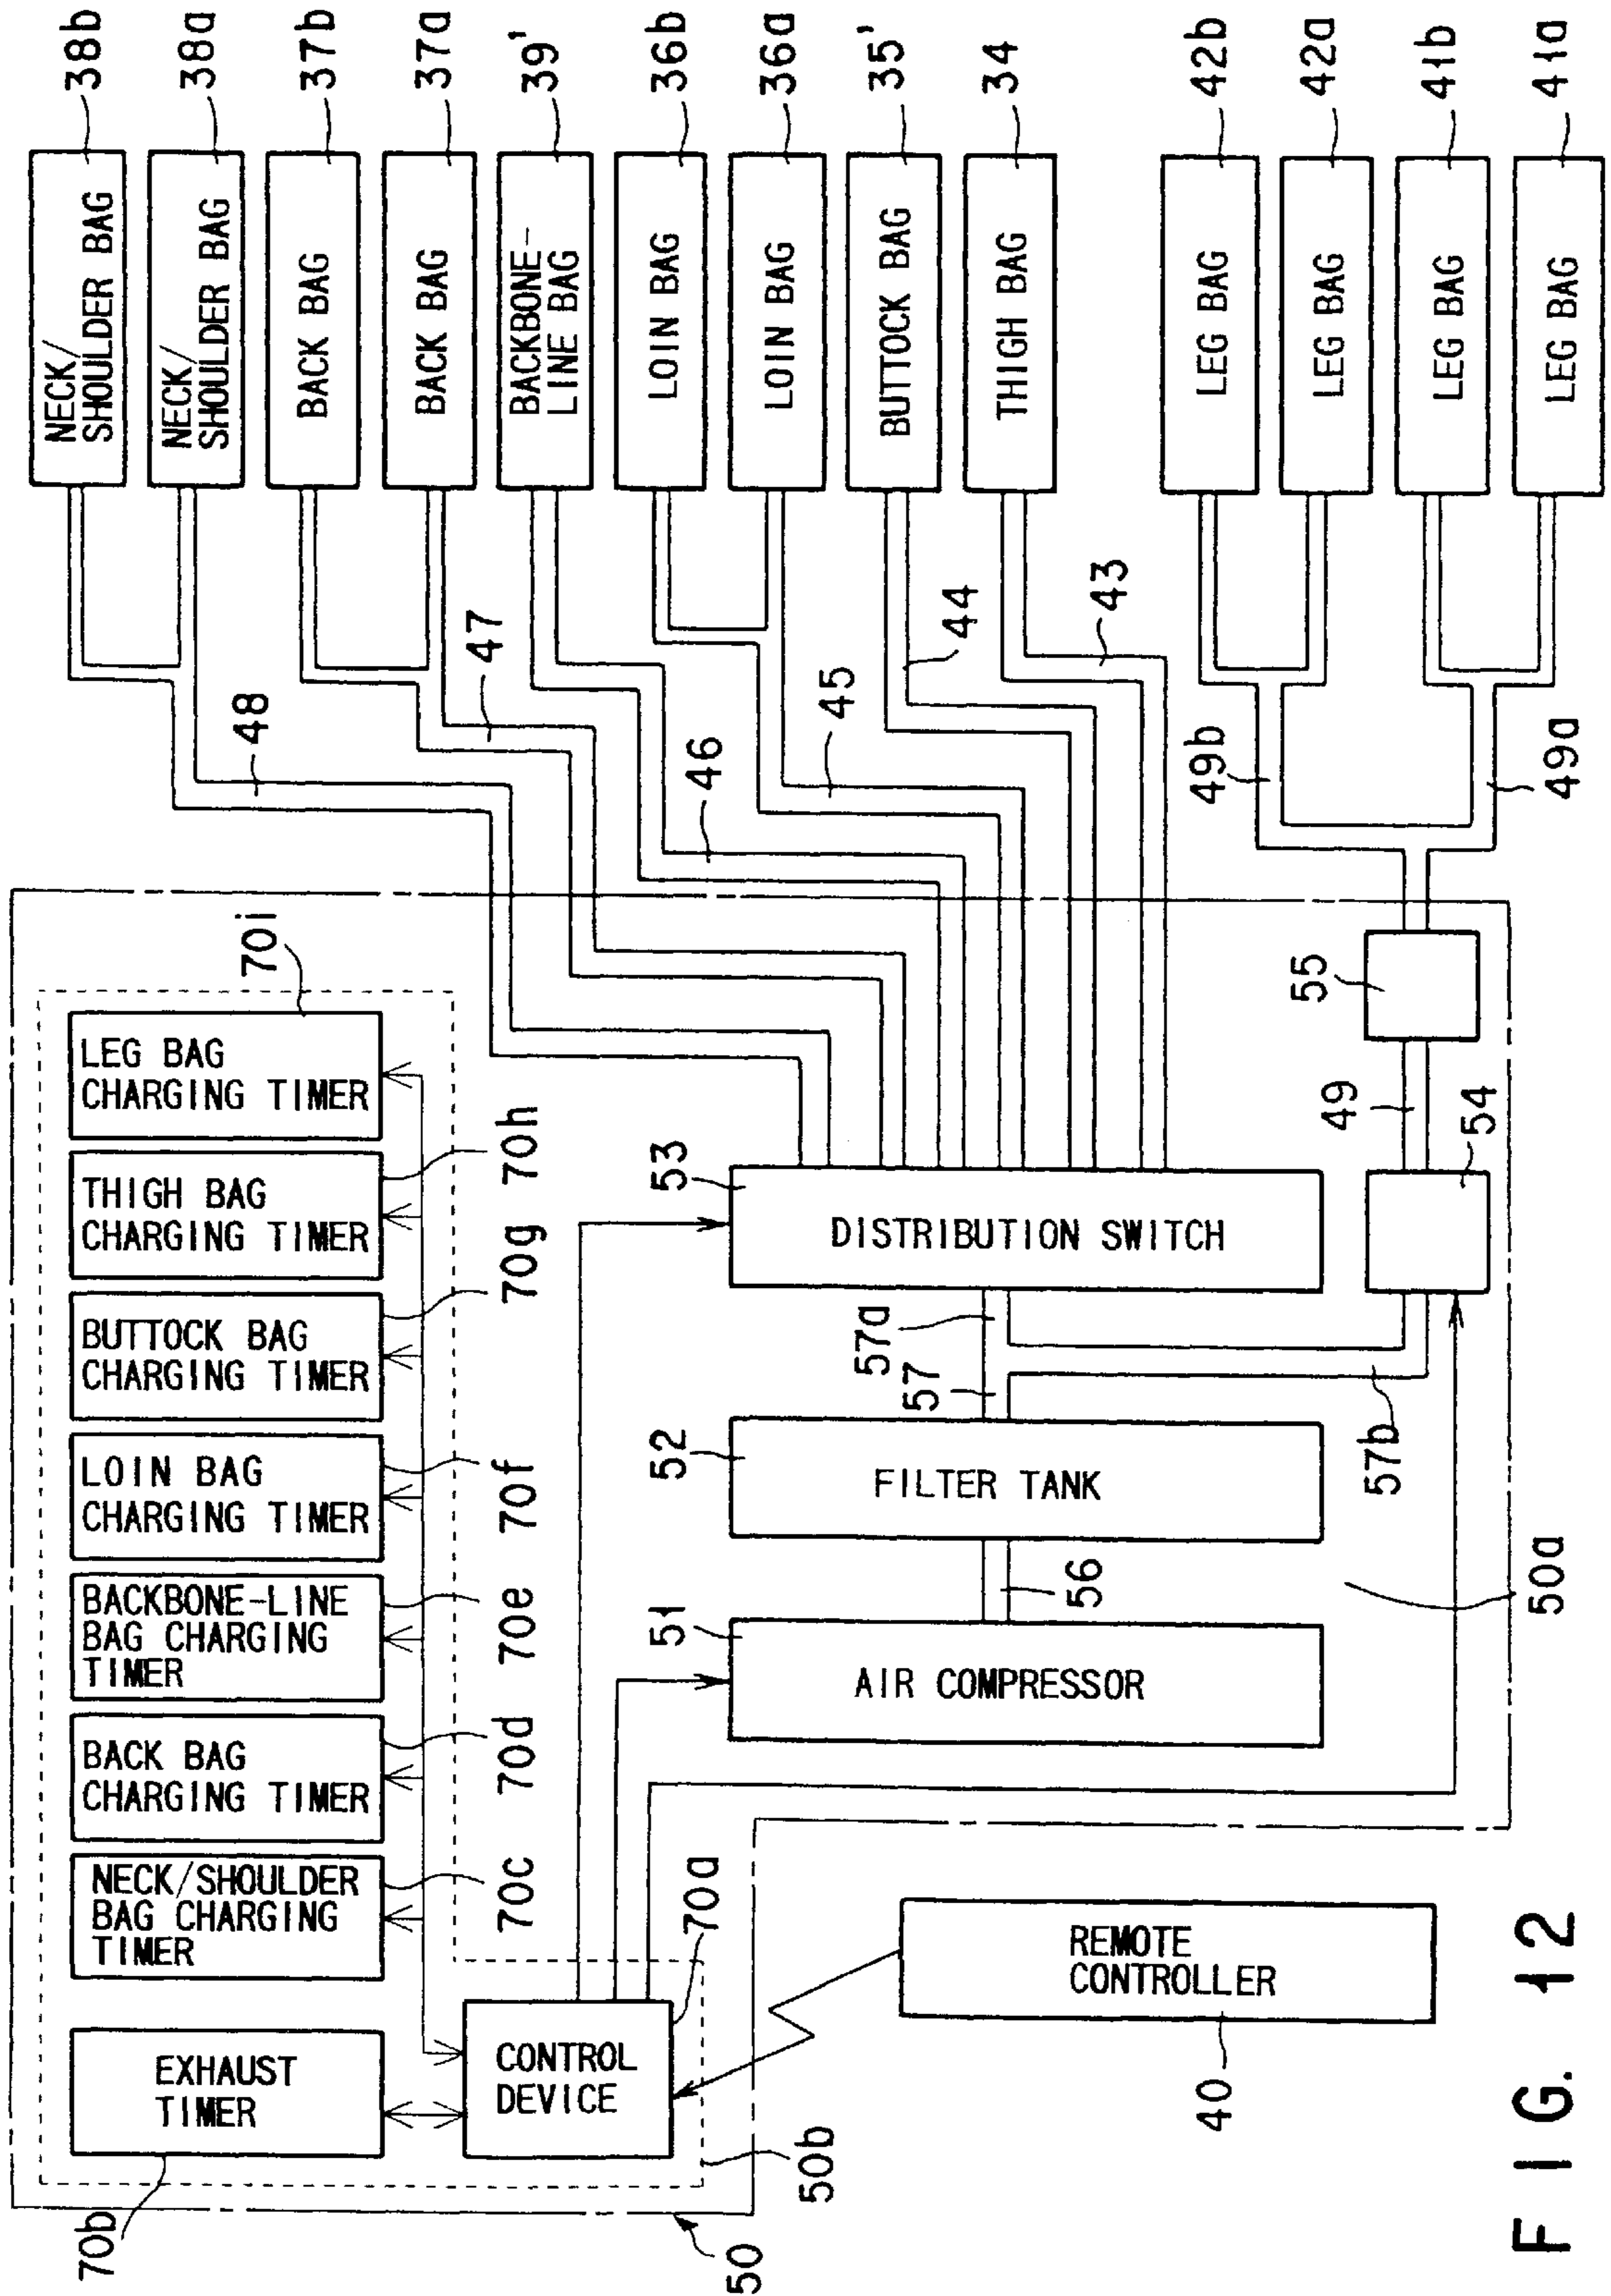 38b
38a
37b
37a
39'
36b
36a
35'
34
42b
42a
41b
41a
NECK/
SHOULDER BAG
NECK/
SHOULDER BAG
BACK BAG
BACK BAG
BACKBONE-
LINE BAG
LOIN BAG
LOIN BAG
BUTTOCK BAG
THIGH BAG
LEG BAG
LEG BAG
LEG BAG
LEG BAG
48
47
46
45
44
43
49b
49a
70i
LEG BAG
CHARGING TIMER
THIGH BAG
CHARGING TIMER
70h
BUTTOCK BAG
CHARGING TIMER
70g
LOIN BAG
CHARGING TIMER
70f
BACKBONE-LINE
BAG CHARGING
TIMER
70e
BACK BAG
CHARGING TIMER
70d
NECK/SHOULDER
BAG CHARGING
TIMER
70c
EXHAUST
TIMER
70b
CONTROL
DEVICE
70a
50b
50
53
DISTRIBUTION SWITCH
55
49
54
57a
57
57b
52
FILTER TANK
56
51
AIR COMPRESSOR
50a
REMOTE
CONTROLLER
40
FIG. 12